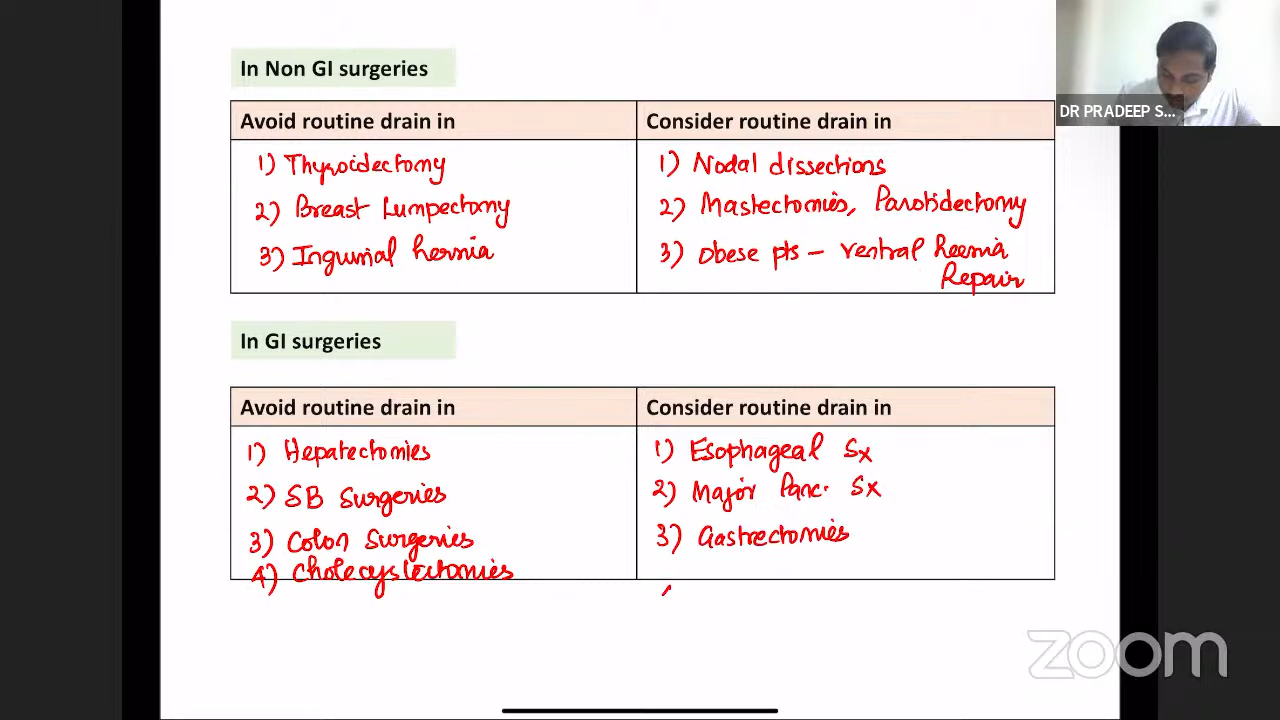 In Non GI surgeries
DR PRADEEP S...
Avoid routine drain in
Consider routine drain in
1) Thyroidectomy
2) Breast Lumpectomy
3) Inguinal hernia
1) Nodal dissections
2) Mastectomies, Parotidectomy
3) Obese pts – ventral Heernia
Repair
In GI surgeries
Avoid routine drain in
Consider routine drain in
1) Hepatectomies
2) SB surgeries
3) Colon surgeries
4) Cholecystectomies
1) Esophageal Sx
2) Major Panc. Sx
3) Gastrectomies
zoom